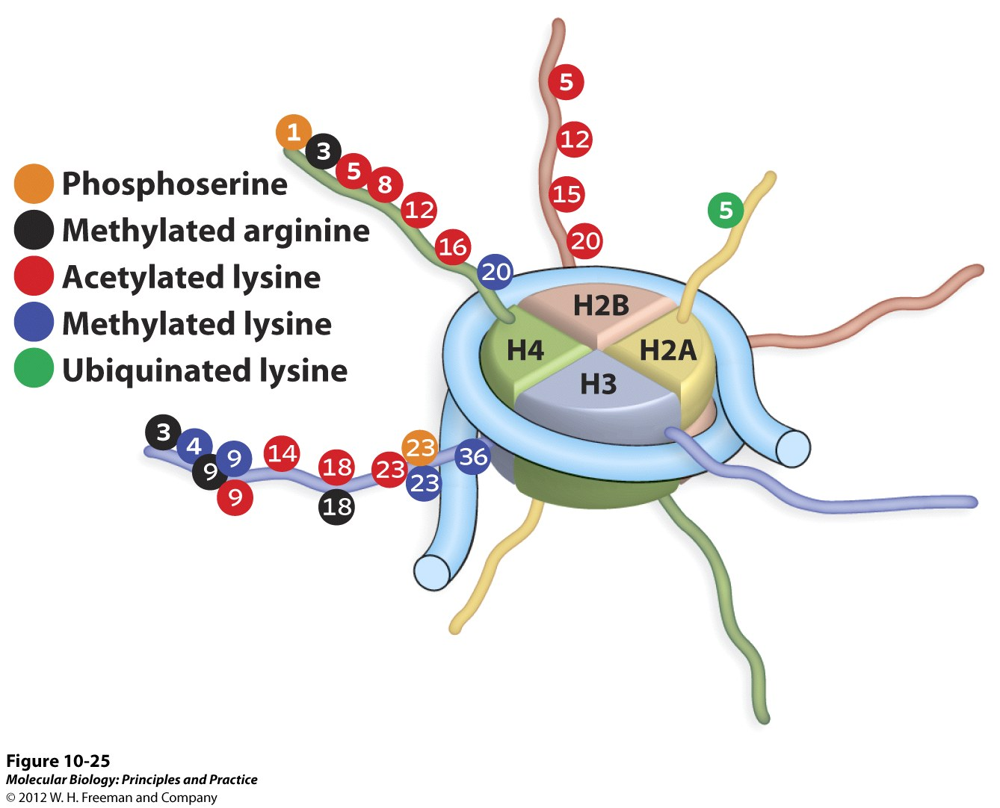 5
12
15
20
1
3
5
8
12
16
20
5
Phosphoserine
Methylated arginine
Acetylated lysine
Methylated lysine
Ubiquinated lysine
H2B
H4
H2A
H3
3
4
9
9
9
14
18
18
23
23
23
36
Figure 10-25
Molecular Biology: Principles and Practice
© 2012 W. H. Freeman and Company